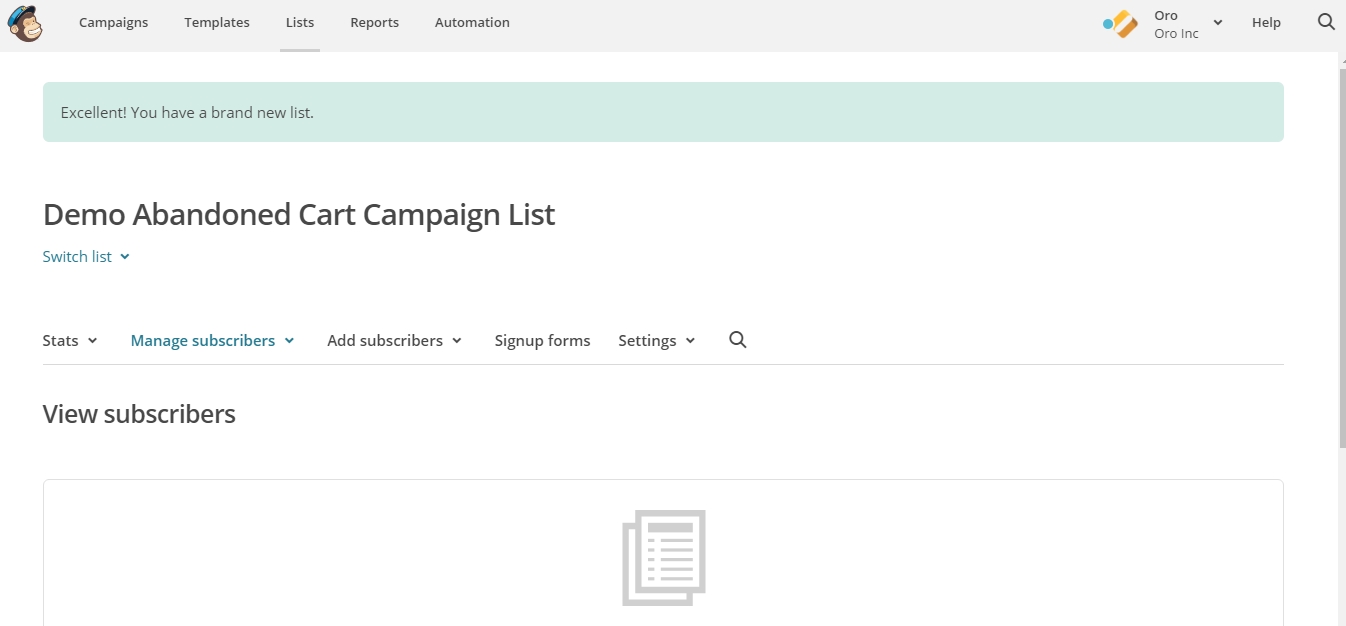 Campaigns Templates Lists Reports Automation
Oro
Oro Inc
Help
Excellent! You have a brand new list.
Demo Abandoned Cart Campaign List
Switch list
Stats Manage subscribers Add subscribers Signup forms Settings
View subscribers